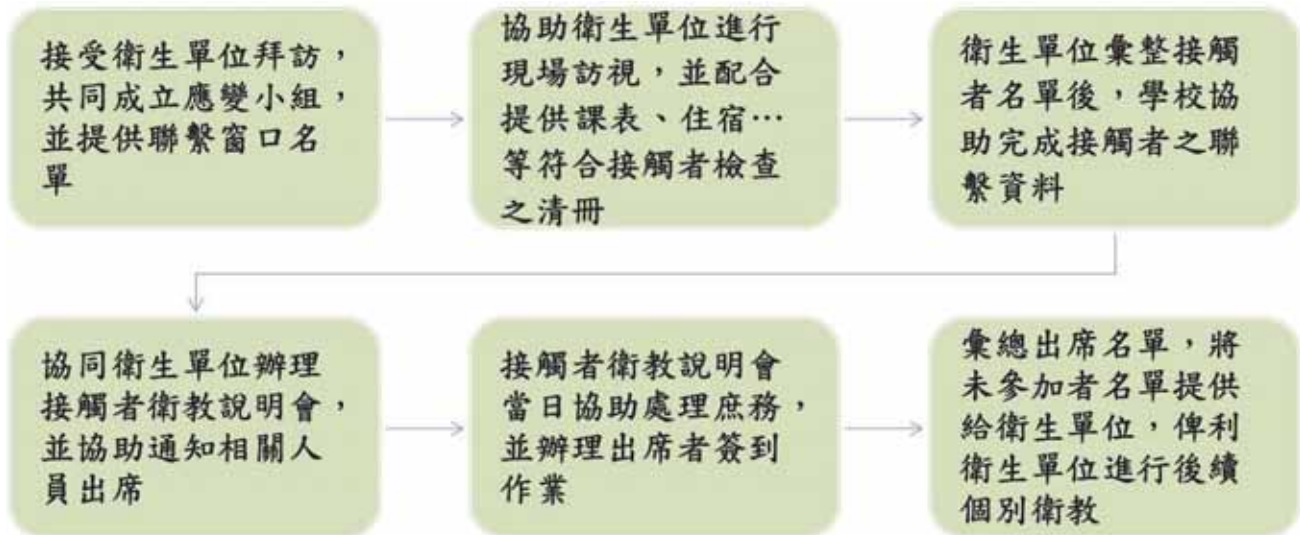 接受衛生單位拜訪，
共同成立應變小組，
並提供聯繫窗口名
單
協助衛生單位進行
現場訪視，並配合
提供課表、住宿…
等符合接觸者檢查
之清冊
衛生單位彙整接觸
者名單後，學校協
助完成接觸者之聯
繫資料
協同衛生單位辦理
接觸者衛教說明會，
並協助通知相關人
員出席
接觸者衛教說明會
當日協助處理庶務，
並辦理出席者簽到
作業
彙總出席名單，將
未參加者名單提供
給衛生單位，俾利
衛生單位進行後續
個別衛教